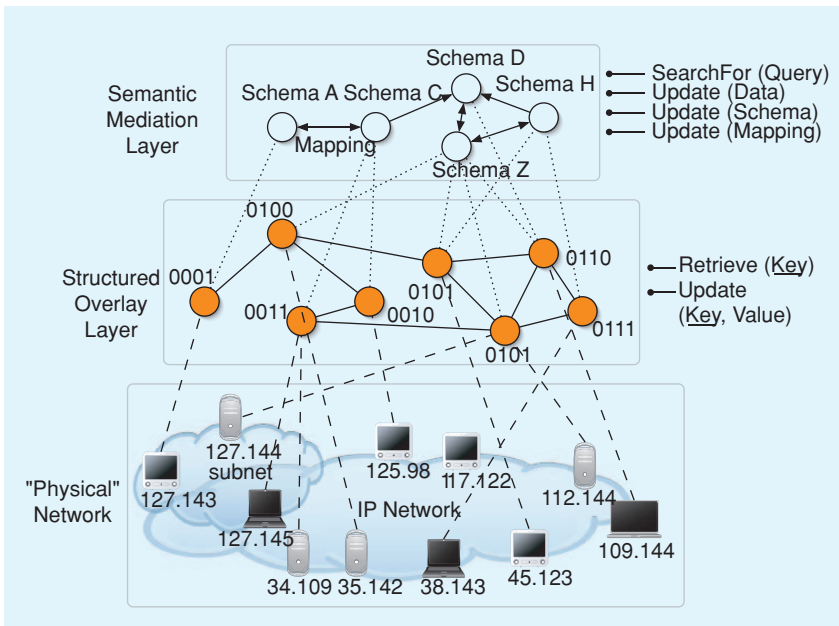 Semantic
Mediation
Layer
Schema D
Schema A
Schema C
Schema H
Mapping
Schema Z
SearchFor (Query)
Update (Data)
Update (Schema)
Update (Mapping)
Structured
Overlay
Layer
0100
0001
0011
0010
0101
0110
0101
0111
Retrieve (Key)
Update
(Key, Value)
"Physical"
Network
127.144
subnet
127.143
127.145
125.98
117.122
112.144
IP Network
109.144
34.109
35.142
38.143
45.123